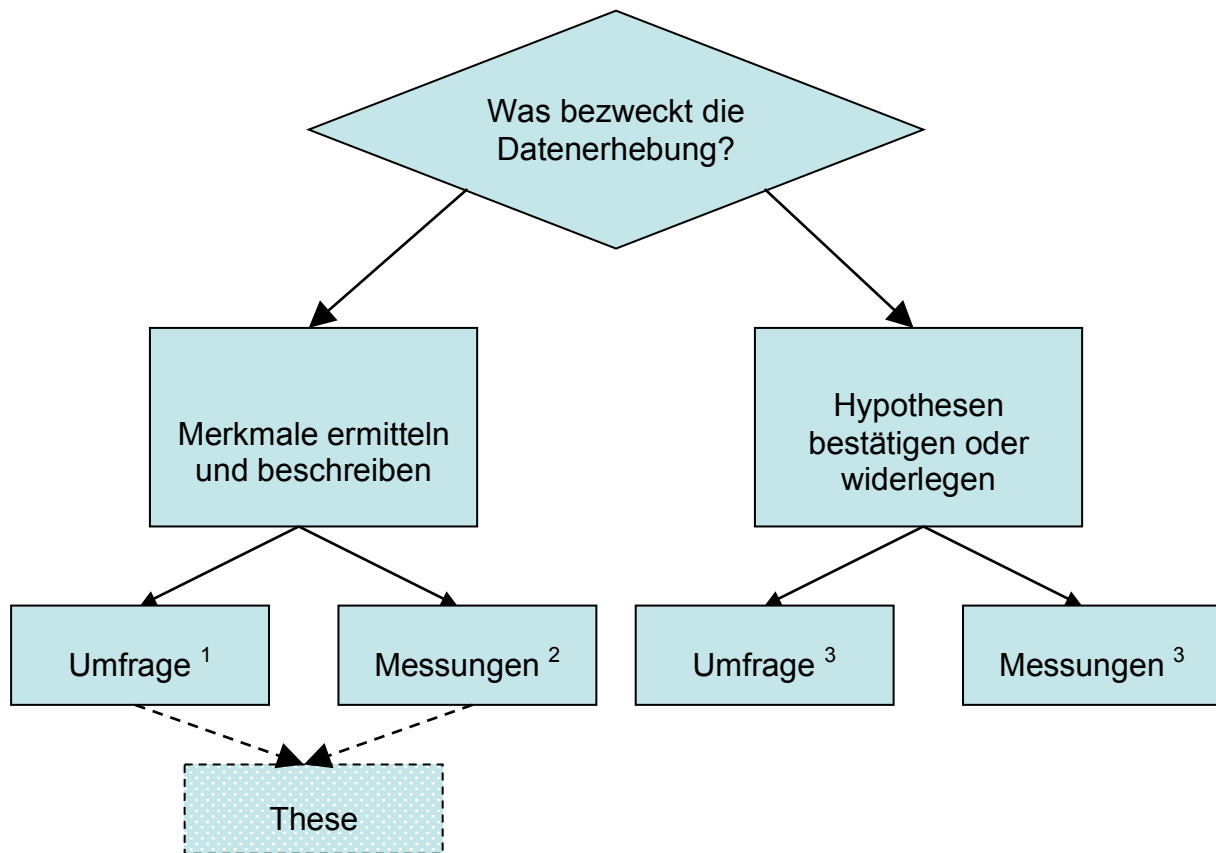 Was bezweckt die
Datenerhebung?
Merkmale ermitteln
und beschreiben
Hypothesen
bestätigen oder
widerlegen
Umfrage ¹
Messungen ²
Umfrage ³
Messungen ³
These